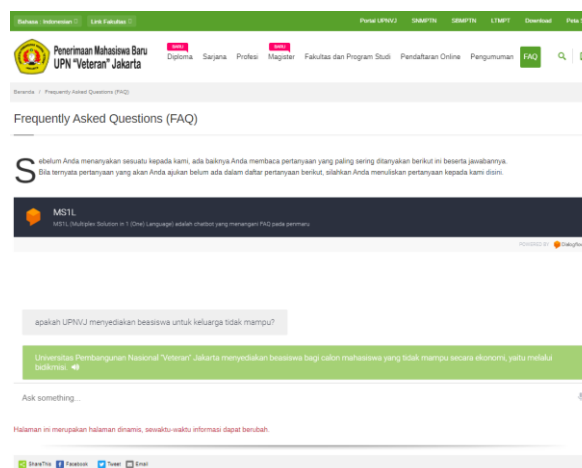 Bahasa : Indonesian
Link Fakultas
Portal UPNVJ SNMPTN SBMPTN LTMPT Download Peta
Penerimaan Mahasiswa Baru
UPN "Veteran" Jakarta
BARU BARU
Diploma Sarjana Profesi Magister Fakultas dan Program Studi Pendaftaran Online Pengumuman FAQ
Beranda / Frequently Asked Questions (FAQ)
Frequently Asked Questions (FAQ)
Sebelum Anda menanyakan sesuatu kepada kami, ada baiknya Anda membaca pertanyaan yang paling sering ditanyakan berikut ini beserta jawabannya.
Bila ternyata pertanyaan yang akan Anda ajukan belum ada dalam daftar pertanyaan berikut, silahkan Anda menuliskan pertanyaan kepada kami disini.
MS1L
MS1L (Multiplex Solution in 1 (One) Language) adalah chatbot yang menangani FAQ pada penmaru.
POWERED BY Dialogflow
apakah UPNVJ menyediakan beasiswa untuk keluarga tidak mampu?
Universitas Pembangunan Nasional "Veteran" Jakarta menyediakan beasiswa bagi calon mahasiswa yang tidak mampu secara ekonomi, yaitu melalui
bidikmisi.
Ask something...
Halaman ini merupakan halaman dinamis, sewaktu-waktu informasi dapat berubah.
ShareThis Facebook Tweet Email